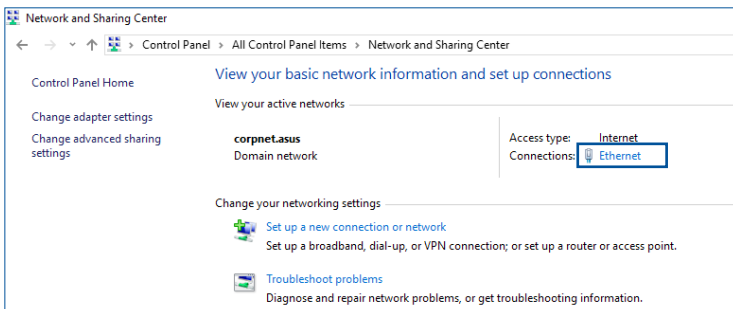 Network and Sharing Center
Control Panel > All Control Panel Items > Network and Sharing Center
Control Panel Home
Change adapter settings
Change advanced sharing
settings
View your basic network information and set up connections
View your active networks
corpnet.asus
Domain network
Access type: Internet
Connections: Ethernet
Change your networking settings
Set up a new connection or network
Set up a broadband, dial-up, or VPN connection; or set up a router or access point.
Troubleshoot problems
Diagnose and repair network problems, or get troubleshooting information.